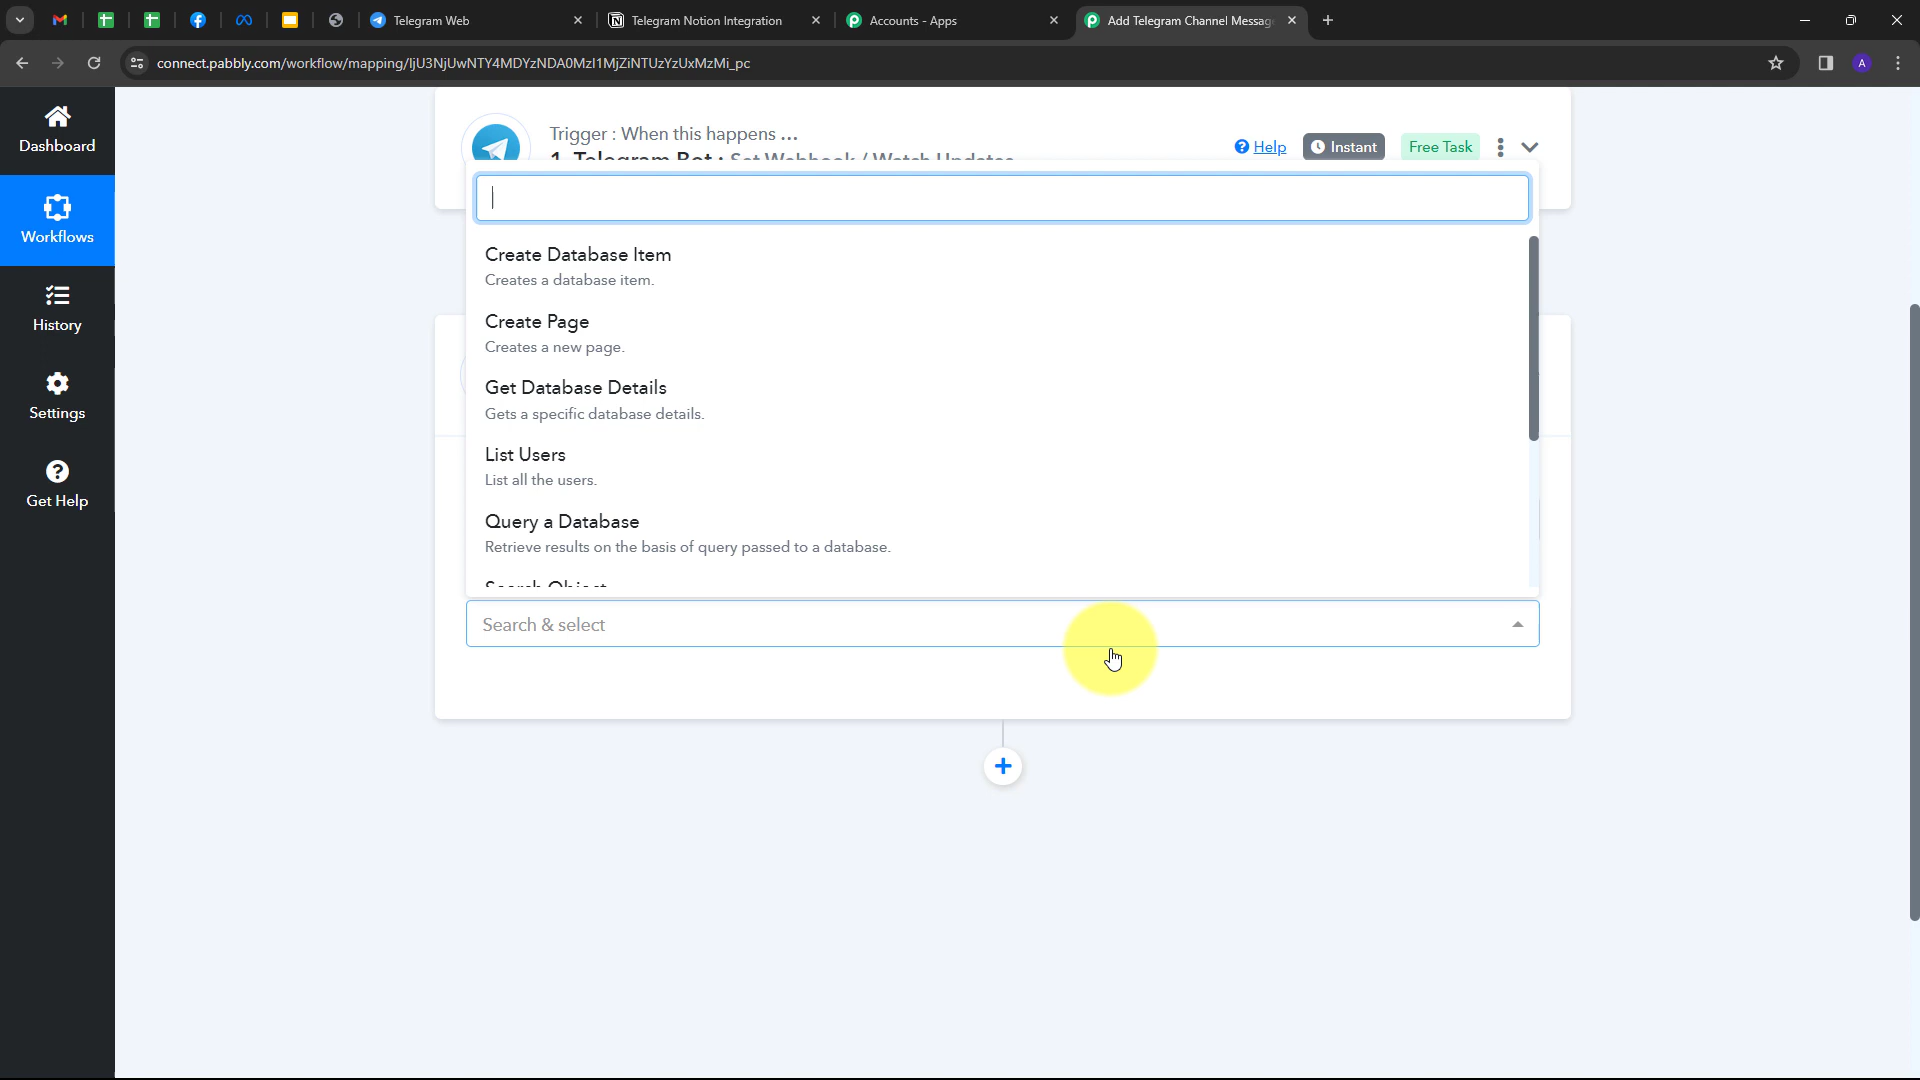 Telegram Web
Telegram Notion Integration
Accounts - Apps
Add Telegram Channel Messag
connect.pabbly.com/workflow/mapping/IjU3NjUwNTY4MDYzNDA0MzI1MjZiNTUzYzUxMzMi_pc
A
Dashboard
Workflows
History
Settings
Get Help
Trigger : When this happens ...
1. Telegram Bot : Set Webhook / Watch Updates
Help
Instant
Free Task
Create Database Item
Creates a database item.
Create Page
Creates a new page.
Get Database Details
Gets a specific database details.
List Users
List all the users.
Query a Database
Retrieve results on the basis of query passed to a database.
Search Object
Search & select